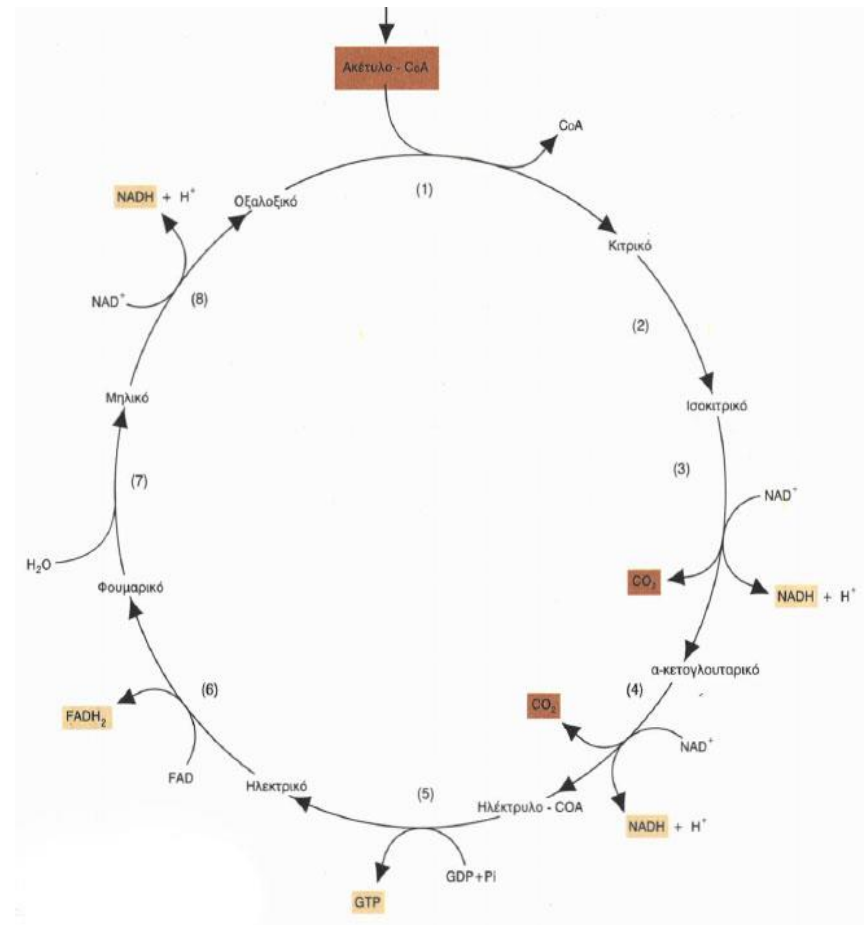 Ακέτυλο - CoA
CoA
(1)
Οξαλοξικό
NADH + H⁺
Κιτρικό
(2)
NAD⁺
(8)
Μηλικό
Ισοκιτρικό
(3)
(7)
NAD⁺
H₂O
Φουμαρικό
CO₂
NADH + H⁺
α-κετογλουταρικό
(6)
(4)
CO₂
FADH₂
NAD⁺
FAD
Ηλεκτρικό
(5)
Ηλέκτρυλο - COA
NADH + H⁺
GDP+Pi
GTP